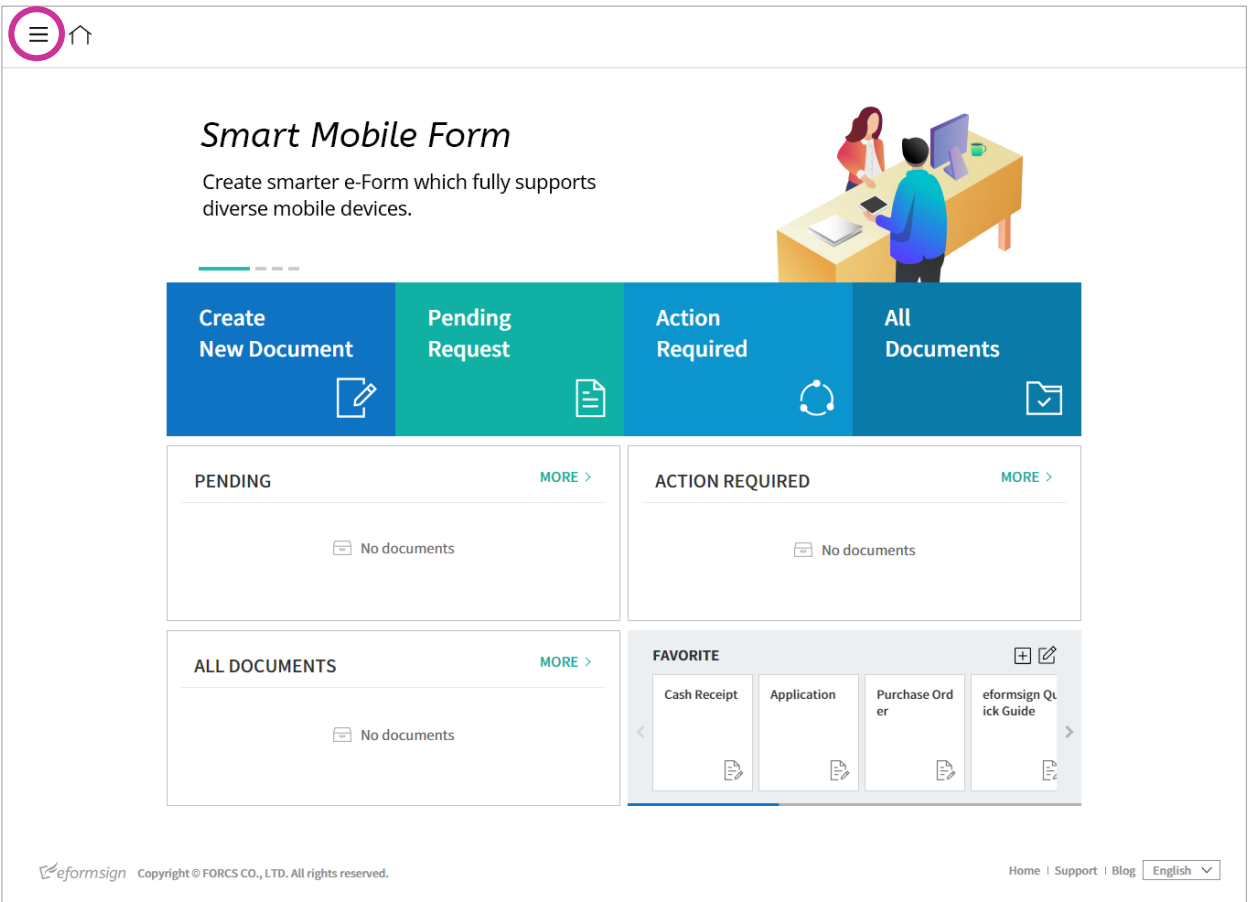 Smart Mobile Form
Create smarter e-Form which fully supports
diverse mobile devices.
Create
New Document
Pending
Request
Action
Required
All
Documents
PENDING
MORE >
No documents
ACTION REQUIRED
MORE >
No documents
ALL DOCUMENTS
MORE >
No documents
FAVORITE
Cash Receipt
Application
Purchase Ord
er
eformsign Qu
ick Guide
eformsign Copyright © FORCS CO., LTD. All rights reserved.
Home | Support | Blog English